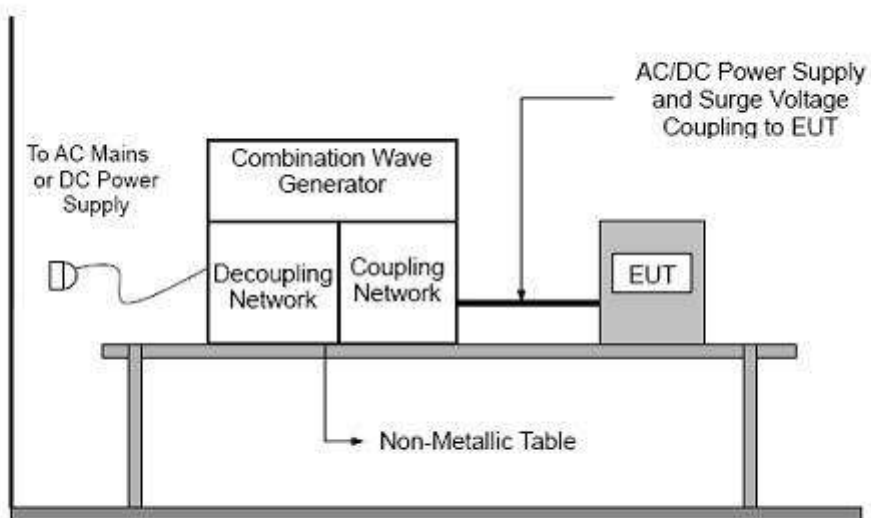 AC/DC Power Supply
and Surge Voltage
Coupling to EUT
To AC Mains
or DC Power
Supply
Combination Wave
Generator
Decoupling
Network
Coupling
Network
EUT
Non-Metallic Table